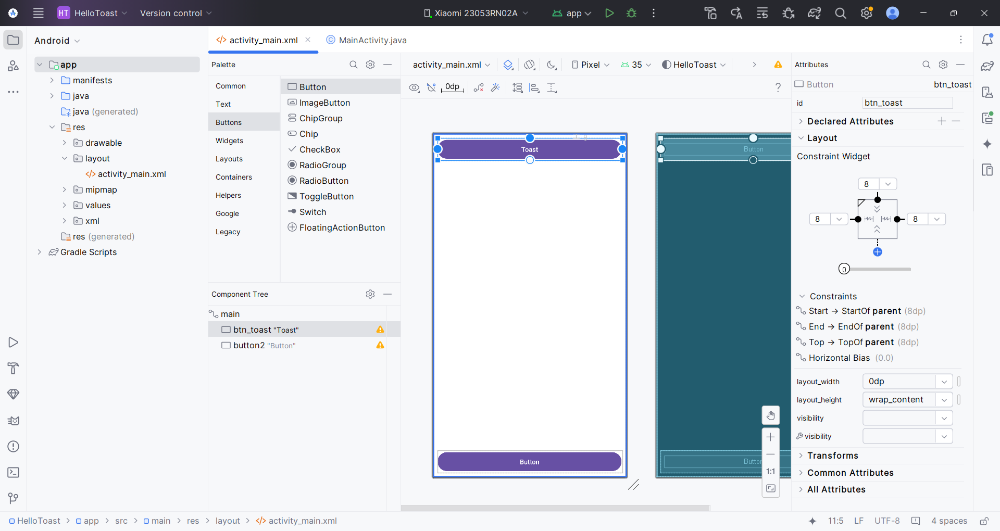 HT HelloToast Version control Xiaomi 23053RN02A app
Android
app
manifests
java
java (generated)
res
drawable
layout
activity_main.xml
mipmap
values
xml
res (generated)
Gradle Scripts
activity_main.xml MainActivity.java
Palette
Common
Text
Buttons
Widgets
Layouts
Containers
Helpers
Google
Legacy
Button
ImageButton
ChipGroup
Chip
CheckBox
RadioGroup
RadioButton
ToggleButton
Switch
FloatingActionButton
Component Tree
main
btn_toast "Toast"
button2 "Button"
activity_main.xml Pixel 35 HelloToast
0dp ?
8
Toast
Button
Button
Button
1:1
Attributes
Button btn_toast
id btn_toast
Declared Attributes
Layout
Constraint Widget
8
8 8
0
Constraints
Start → StartOf parent (8dp)
End → EndOf parent (8dp)
Top → TopOf parent (8dp)
Horizontal Bias (0.0)
layout_width 0dp
layout_height wrap_content
visibility
visibility
Transforms
Common Attributes
All Attributes
HelloToast > app > src > main > res > layout > activity_main.xml 11:5 LF UTF-8 4 spaces